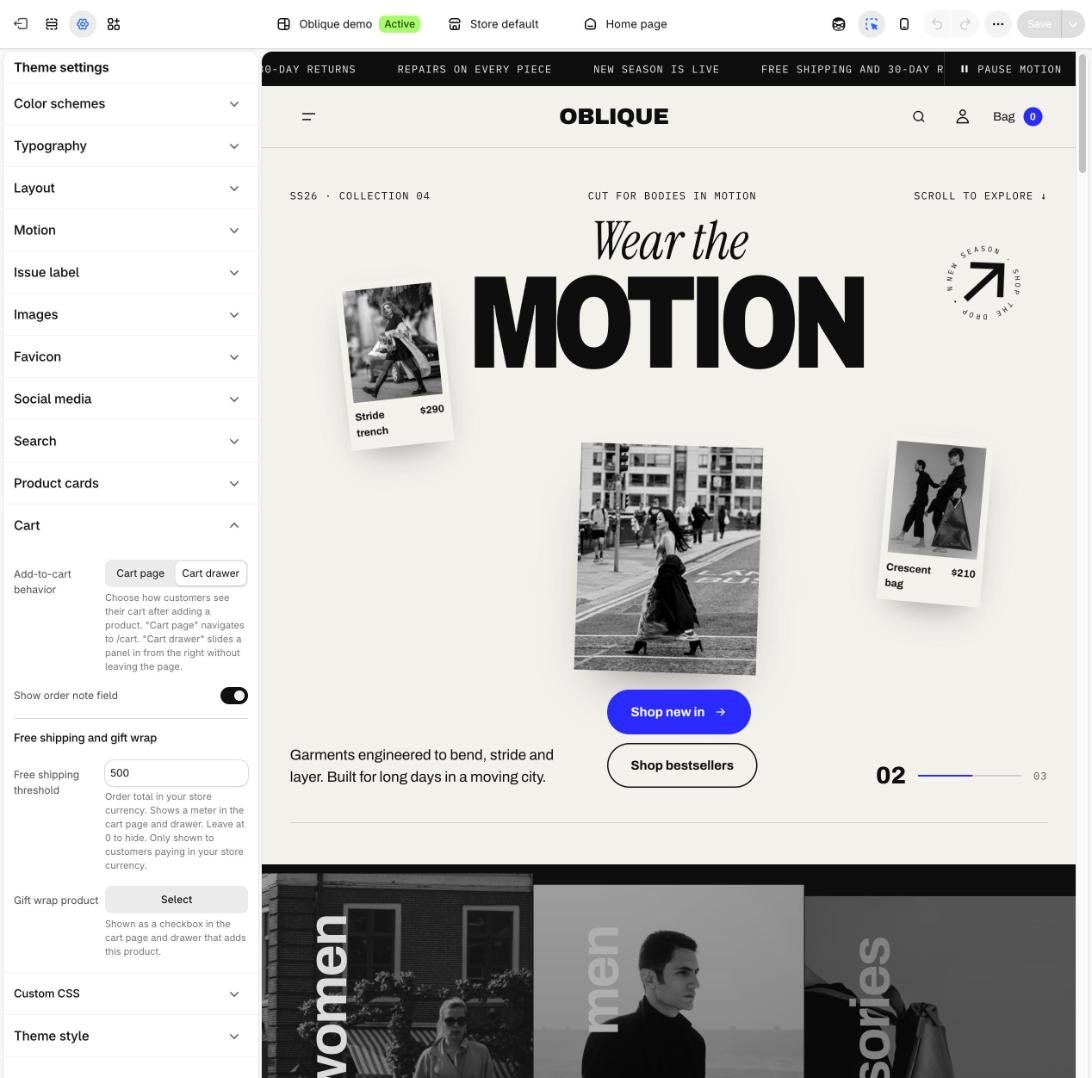 Oblique demo Active
Store default
Home page
Save
Theme settings
Color schemes
Typography
Layout
Motion
Issue label
Images
Favicon
Social media
Search
Product cards
Cart
Add-to-cart
behavior
Cart page
Cart drawer
Choose how customers see
their cart after adding a
product. "Cart page" navigates
to /cart. "Cart drawer" slides a
panel in from the right without
leaving the page.
Show order note field
Free shipping and gift wrap
Free shipping
threshold
500
Order total in your store
currency. Shows a meter in the
cart page and drawer. Leave at
0 to hide. Only shown to
customers paying in your store
currency.
Gift wrap product
Select
Shown as a checkbox in the
cart page and drawer that adds
this product.
Custom CSS
Theme style
0-DAY RETURNS
REPAIRS ON EVERY PIECE
NEW SEASON IS LIVE
FREE SHIPPING AND 30-DAY R
PAUSE MOTION
OBLIQUE
Bag 0
SS26 · COLLECTION 04
CUT FOR BODIES IN MOTION
SCROLL TO EXPLORE ↓
Wear the
MOTION
NEW SEASON · SHOP THE DROP · N
Stride
trench
$290
Crescent
bag
$210
Shop new in →
Shop bestsellers
Garments engineered to bend, stride and
layer. Built for long days in a moving city.
02
03
women
men
sories